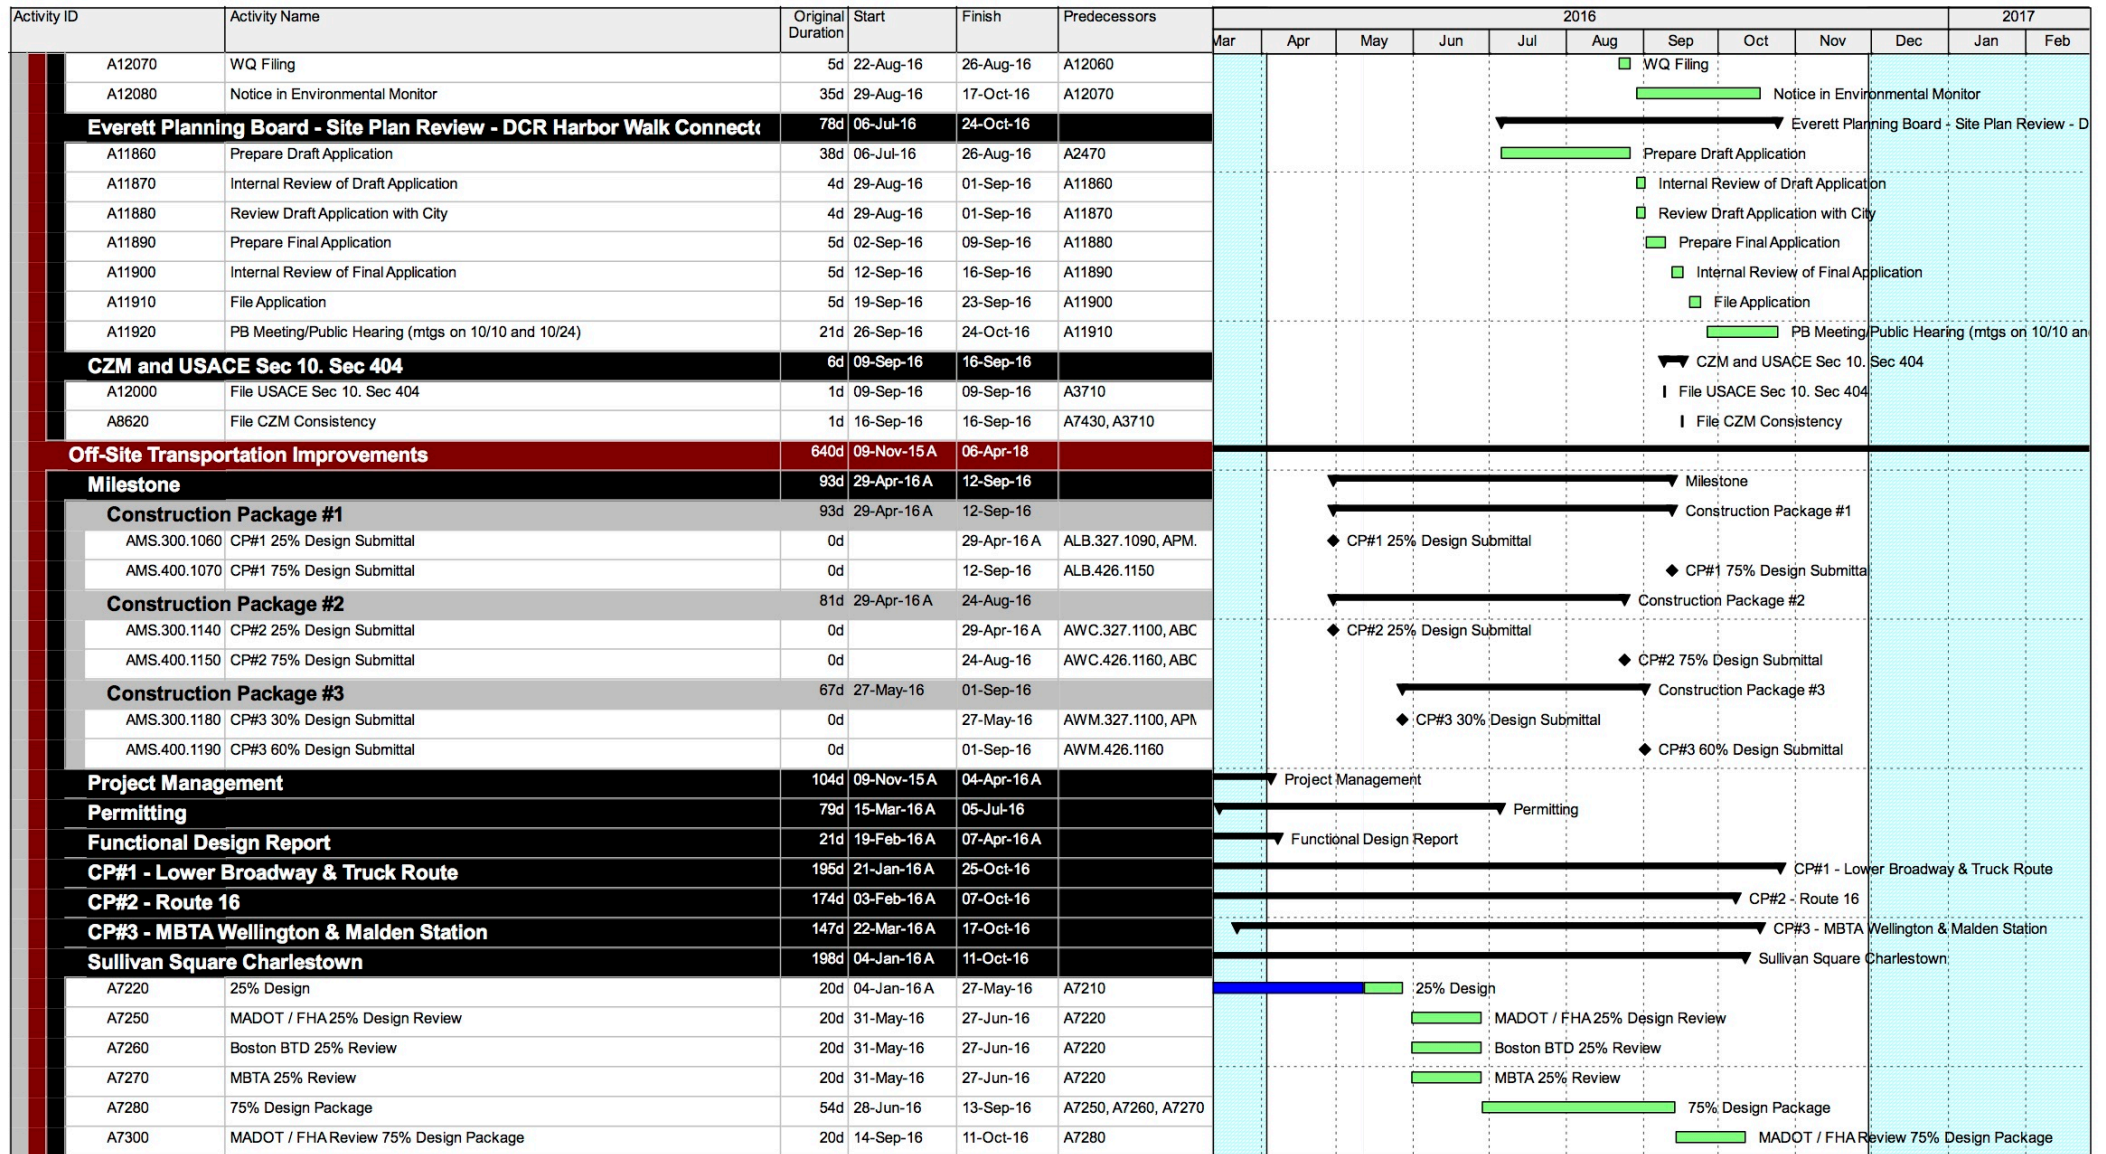 Activity ID Activity Name Original Duration Start Finish Predecessors 2016 2017
Mar Apr May Jun Jul Aug Sep Oct Nov Dec Jan Feb
A12070 WQ Filing 5d 22-Aug-16 26-Aug-16 A12060 WQ Filing
A12080 Notice in Environmental Monitor 35d 29-Aug-16 17-Oct-16 A12070 Notice in Environmental Monitor
Everett Planning Board - Site Plan Review - DCR Harbor Walk Connecto 78d 06-Jul-16 24-Oct-16 Everett Planning Board - Site Plan Review - D
A11860 Prepare Draft Application 38d 06-Jul-16 26-Aug-16 A2470 Prepare Draft Application
A11870 Internal Review of Draft Application 4d 29-Aug-16 01-Sep-16 A11860 Internal Review of Draft Application
A11880 Review Draft Application with City 4d 29-Aug-16 01-Sep-16 A11870 Review Draft Application with City
A11890 Prepare Final Application 5d 02-Sep-16 09-Sep-16 A11880 Prepare Final Application
A11900 Internal Review of Final Application 5d 12-Sep-16 16-Sep-16 A11890 Internal Review of Final Application
A11910 File Application 5d 19-Sep-16 23-Sep-16 A11900 File Application
A11920 PB Meeting/Public Hearing (mtgs on 10/10 and 10/24) 21d 26-Sep-16 24-Oct-16 A11910 PB Meeting/Public Hearing (mtgs on 10/10 an
CZM and USACE Sec 10. Sec 404 6d 09-Sep-16 16-Sep-16 CZM and USACE Sec 10. Sec 404
A12000 File USACE Sec 10. Sec 404 1d 09-Sep-16 09-Sep-16 A3710 File USACE Sec 10. Sec 404
A8620 File CZM Consistency 1d 16-Sep-16 16-Sep-16 A7430, A3710 File CZM Consistency
Off-Site Transportation Improvements 640d 09-Nov-15 A 06-Apr-18
Milestone 93d 29-Apr-16 A 12-Sep-16 Milestone
Construction Package #1 93d 29-Apr-16 A 12-Sep-16 Construction Package #1
AMS.300.1060 CP#1 25% Design Submittal 0d 29-Apr-16 A ALB.327.1090, APM. CP#1 25% Design Submittal
AMS.400.1070 CP#1 75% Design Submittal 0d 12-Sep-16 ALB.426.1150 CP#1 75% Design Submitta
Construction Package #2 81d 29-Apr-16 A 24-Aug-16 Construction Package #2
AMS.300.1140 CP#2 25% Design Submittal 0d 29-Apr-16 A AWC.327.1100, ABC CP#2 25% Design Submittal
AMS.400.1150 CP#2 75% Design Submittal 0d 24-Aug-16 AWC.426.1160, ABC CP#2 75% Design Submittal
Construction Package #3 67d 27-May-16 01-Sep-16 Construction Package #3
AMS.300.1180 CP#3 30% Design Submittal 0d 27-May-16 AWM.327.1100, APM CP#3 30% Design Submittal
AMS.400.1190 CP#3 60% Design Submittal 0d 01-Sep-16 AWM.426.1160 CP#3 60% Design Submittal
Project Management 104d 09-Nov-15 A 04-Apr-16 A Project Management
Permitting 79d 15-Mar-16 A 05-Jul-16 Permitting
Functional Design Report 21d 19-Feb-16 A 07-Apr-16 A Functional Design Report
CP#1 - Lower Broadway & Truck Route 195d 21-Jan-16 A 25-Oct-16 CP#1 - Lower Broadway & Truck Route
CP#2 - Route 16 174d 03-Feb-16 A 07-Oct-16 CP#2 - Route 16
CP#3 - MBTA Wellington & Malden Station 147d 22-Mar-16 A 17-Oct-16 CP#3 - MBTA Wellington & Malden Station
Sullivan Square Charlestown 198d 04-Jan-16 A 11-Oct-16 Sullivan Square Charlestown
A7220 25% Design 20d 04-Jan-16 A 27-May-16 A7210 25% Design
A7250 MADOT / FHA 25% Design Review 20d 31-May-16 27-Jun-16 A7220 MADOT / FHA 25% Design Review
A7260 Boston BTD 25% Review 20d 31-May-16 27-Jun-16 A7220 Boston BTD 25% Review
A7270 MBTA 25% Review 20d 31-May-16 27-Jun-16 A7220 MBTA 25% Review
A7280 75% Design Package 54d 28-Jun-16 13-Sep-16 A7250, A7260, A7270 75% Design Package
A7300 MADOT / FHA Review 75% Design Package 20d 14-Sep-16 11-Oct-16 A7280 MADOT / FHA Review 75% Design Package